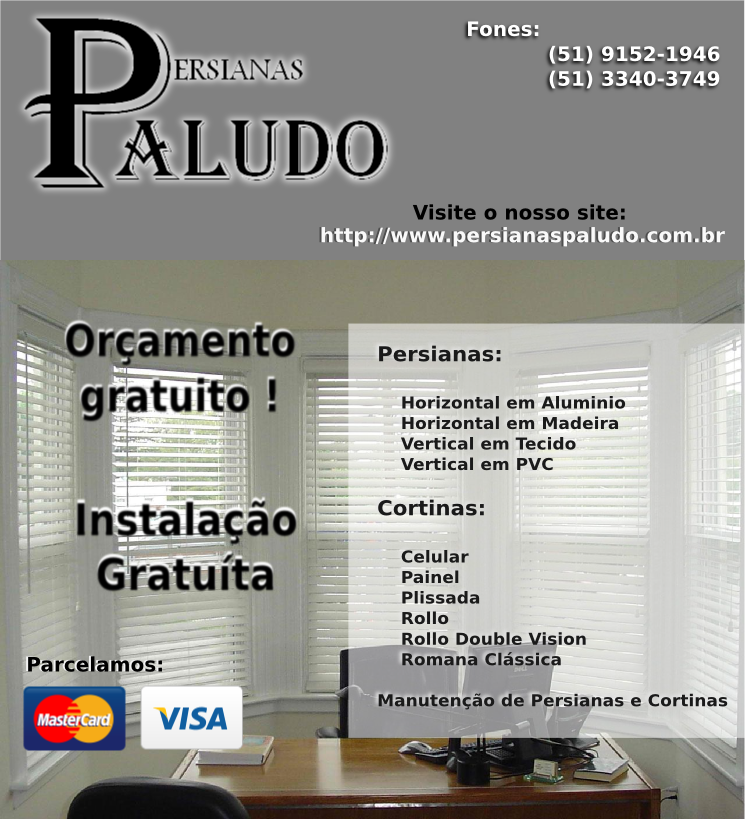 PERSIANAS
PALUDO
Fones:
(51) 9152-1946
(51) 3340-3749
Visite o nosso site:
http://www.persianaspaludo.com.br
Orçamento
gratuito !
Instalação
Gratuíta
Parcelamos:
MasterCard
VISA
Persianas:
Horizontal em Aluminio
Horizontal em Madeira
Vertical em Tecido
Vertical em PVC
Cortinas:
Celular
Painel
Plissada
Rollo
Rollo Double Vision
Romana Clássica
Manutenção de Persianas e Cortinas